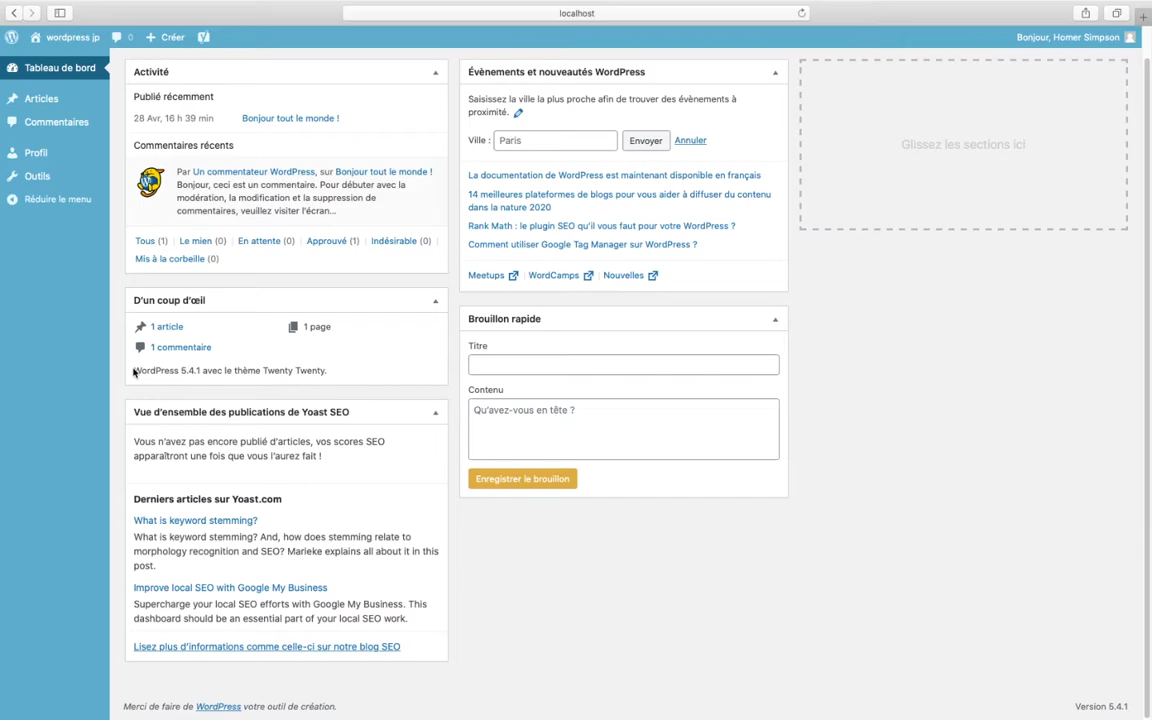 localhost
wordpress jp
0
Créer
Bonjour, Homer Simpson
Tableau de bord
Articles
Commentaires
Profil
Outils
Réduire le menu
Activité
Publié récemment
28 Avr, 16 h 39 min Bonjour tout le monde !
Commentaires récents
Par Un commentateur WordPress, sur Bonjour tout le monde !
Bonjour, ceci est un commentaire. Pour débuter avec la
modération, la modification et la suppression de
commentaires, veuillez visiter l'écran...
Tous (1) | Le mien (0) | En attente (0) | Approuvé (1) | Indésirable (0) |
Mis à la corbeille (0)
D'un coup d'œil
1 article 1 page
1 commentaire
WordPress 5.4.1 avec le thème Twenty Twenty.
Vue d'ensemble des publications de Yoast SEO
Vous n'avez pas encore publié d'articles, vos scores SEO
apparaîtront une fois que vous l'aurez fait !
Derniers articles sur Yoast.com
What is keyword stemming?
What is keyword stemming? And, how does stemming relate to
morphology recognition and SEO? Marieke explains all about it in this
post.
Improve local SEO with Google My Business
Supercharge your local SEO efforts with Google My Business. This
dashboard should be an essential part of your local SEO work.
Lisez plus d'informations comme celle-ci sur notre blog SEO
Évènements et nouveautés WordPress
Saisissez la ville la plus proche afin de trouver des évènements à
proximité.
Ville : Paris Envoyer Annuler
La documentation de WordPress est maintenant disponible en français
14 meilleures plateformes de blogs pour vous aider à diffuser du contenu
dans la nature 2020
Rank Math : le plugin SEO qu'il vous faut pour votre WordPress ?
Comment utiliser Google Tag Manager sur WordPress ?
Meetups | WordCamps | Nouvelles
Brouillon rapide
Titre
Contenu
Qu'avez-vous en tête ?
Enregistrer le brouillon
Glissez les sections ici
Merci de faire de WordPress votre outil de création.
Version 5.4.1